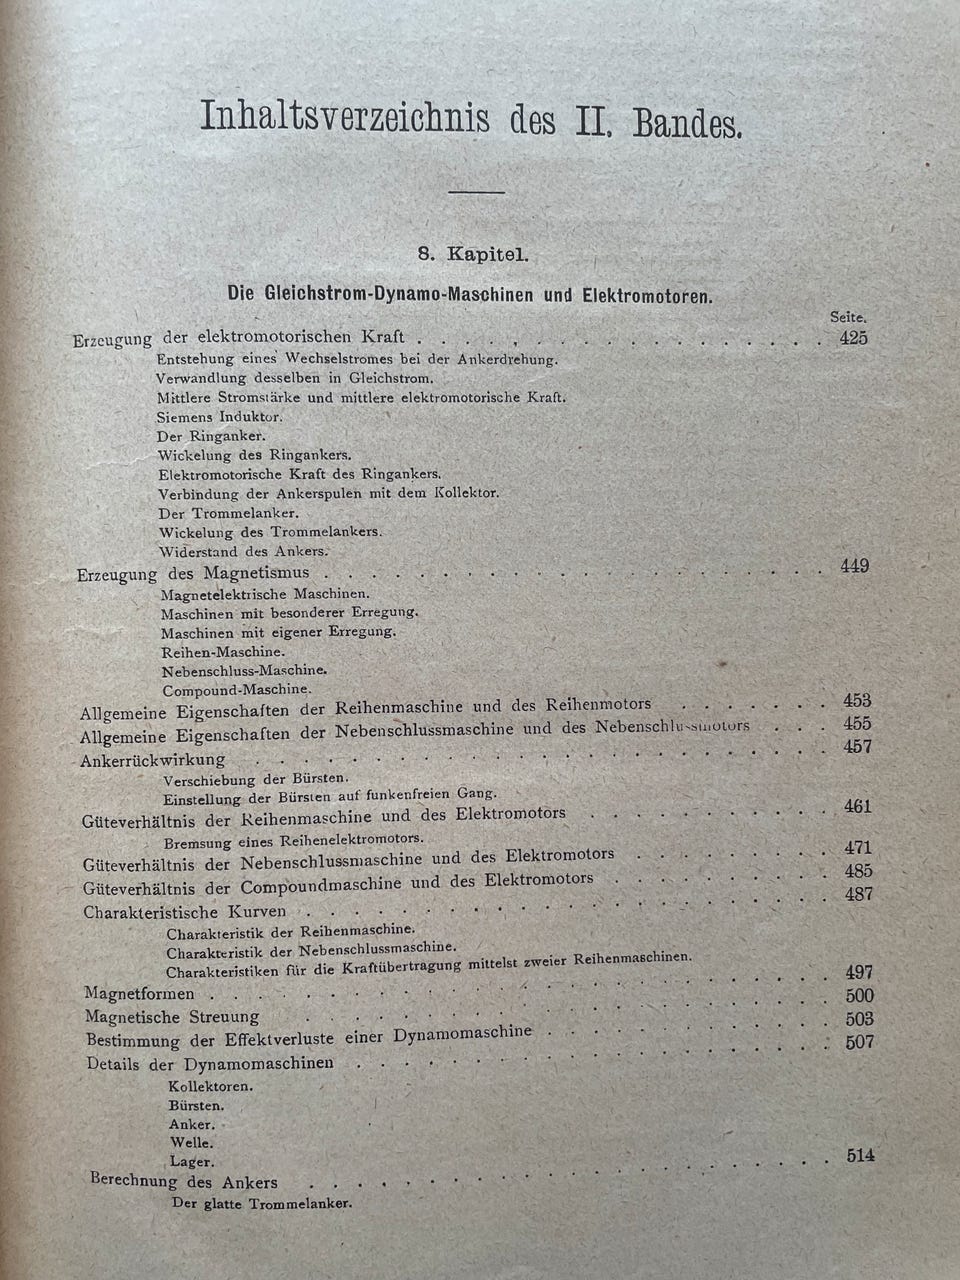 Inhaltsverzeichnis des II. Bandes.
8. Kapitel.
Die Gleichstrom-Dynamo-Maschinen und Elektromotoren.
Seite.
Erzeugung der elektromotorischen Kraft . . . . . . . . . . . . . . . . . . 425
Entstehung eines Wechselstromes bei der Ankerdrehung.
Verwandlung desselben in Gleichstrom.
Mittlere Stromstärke und mittlere elektromotorische Kraft.
Siemens Induktor.
Der Ringanker.
Wickelung des Ringankers.
Elektromotorische Kraft des Ringankers.
Verbindung der Ankerspulen mit dem Kollektor.
Der Trommelanker.
Wickelung des Trommelankers.
Widerstand des Ankers.
Erzeugung des Magnetismus . . . . . . . . . . . . . . . . . . . . . 449
Magnetelektrische Maschinen.
Maschinen mit besonderer Erregung.
Maschinen mit eigener Erregung.
Reihen-Maschine.
Nebenschluss-Maschine.
Compound-Maschine.
Allgemeine Eigenschaften der Reihenmaschine und des Reihenmotors . . . . . . . 453
Allgemeine Eigenschaften der Nebenschlussmaschine und des Nebenschlussmotors . . . 455
Ankerrückwirkung . . . . . . . . . . . . . . . . . . . . . . . . 457
Verschiebung der Bürsten.
Einstellung der Bürsten auf funkenfreien Gang.
Güteverhältnis der Reihenmaschine und des Elektromotors . . . . . . . . . . 461
Bremsung eines Reihenelektromotors.
Güteverhältnis der Nebenschlussmaschine und des Elektromotors . . . . . . . . 471
Güteverhältnis der Compoundmaschine und des Elektromotors . . . . . . . . . 485
Charakteristische Kurven . . . . . . . . . . . . . . . . . . . . . . 487
Charakteristik der Reihenmaschine.
Charakteristik der Nebenschlussmaschine.
Charakteristiken für die Kraftübertragung mittelst zweier Reihenmaschinen.
Magnetformen . . . . . . . . . . . . . . . . . . . . . . . . . . 497
Magnetische Streuung . . . . . . . . . . . . . . . . . . . . . . 500
Bestimmung der Effektverluste einer Dynamomaschine . . . . . . . . . . . . 503
Details der Dynamomaschinen . . . . . . . . . . . . . . . . . . . . 507
Kollektoren.
Bürsten.
Anker.
Welle.
Lager.
Berechnung des Ankers . . . . . . . . . . . . . . . . . . . . . . 514
Der glatte Trommelanker.